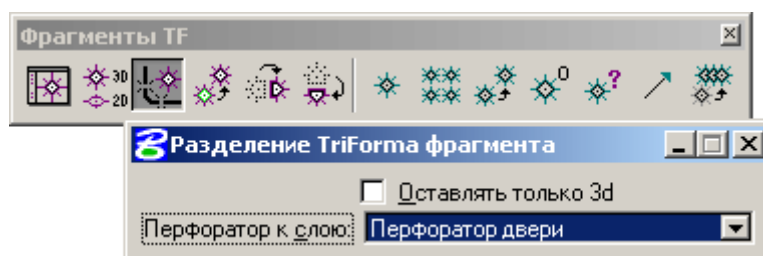 Фрагменты TF
3D
2D
0
?
Разделение TriForma фрагмента
Оставлять только 3d
Перфоратор к слою: Перфоратор двери